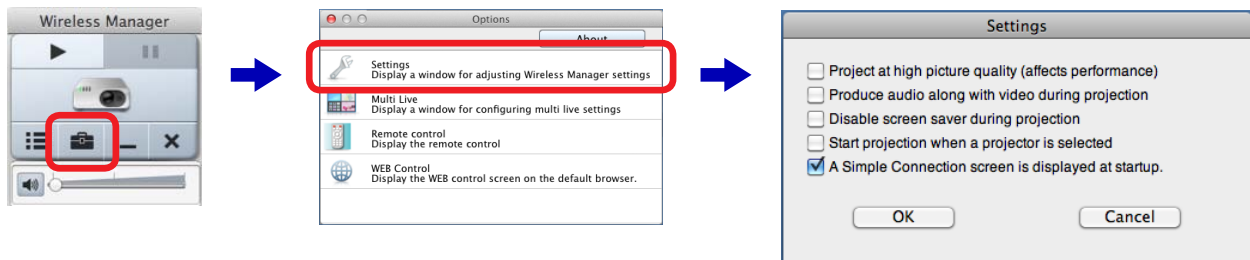 Wireless Manager
Options
About
Settings
Display a window for adjusting Wireless Manager settings
Multi Live
Display a window for configuring multi live settings
Remote control
Display the remote control
WEB Control
Display the WEB control screen on the default browser.
Settings
Project at high picture quality (affects performance)
Produce audio along with video during projection
Disable screen saver during projection
Start projection when a projector is selected
A Simple Connection screen is displayed at startup.
OK
Cancel